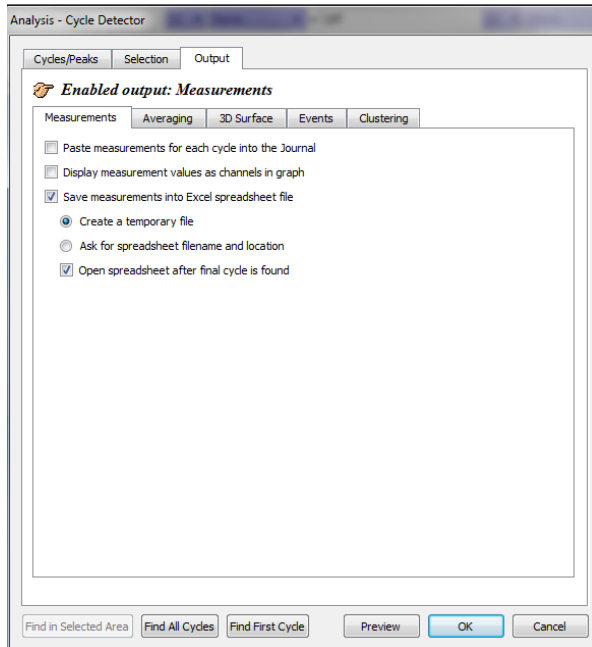 Analysis - Cycle Detector
Cycles/Peaks Selection Output
Enabled output: Measurements
Measurements Averaging 3D Surface Events Clustering
Paste measurements for each cycle into the Journal
Display measurement values as channels in graph
Save measurements into Excel spreadsheet file
Create a temporary file
Ask for spreadsheet filename and location
Open spreadsheet after final cycle is found
Find in Selected Area Find All Cycles Find First Cycle Preview OK Cancel